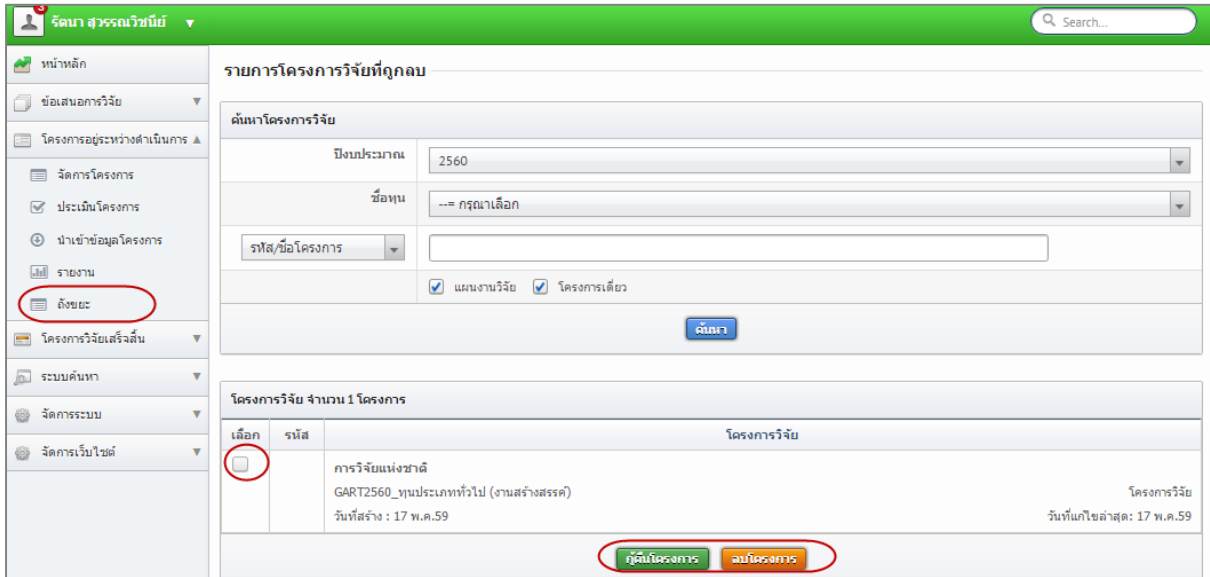 3
รัตนา สุวรรณวิชนีย์ ▼
Search...
หน้าหลัก
ข้อเสนอการวิจัย
โครงการอยู่ระหว่างดำเนินการ
จัดการโครงการ
ประเมินโครงการ
นำเข้าข้อมูลโครงการ
รายงาน
ถังขยะ
โครงการวิจัยเสร็จสิ้น
ระบบค้นหา
จัดการระบบ
จัดการเว็บไซต์
รายการโครงการวิจัยที่ถูกลบ
ค้นหาโครงการวิจัย
ปีงบประมาณ 2560
ชื่อทุน --= กรุณาเลือก
รหัส/ชื่อโครงการ
แผนงานวิจัย โครงการเดี่ยว
ค้นหา
โครงการวิจัย จำนวน 1 โครงการ
เลือก รหัส โครงการวิจัย
การวิจัยแห่งชาติ
GART2560_ทุนประเภททั่วไป (งานสร้างสรรค์) โครงการวิจัย
วันที่สร้าง : 17 พ.ค.59 วันที่แก้ไขล่าสุด: 17 พ.ค.59
กู้คืนโครงการ ลบโครงการ